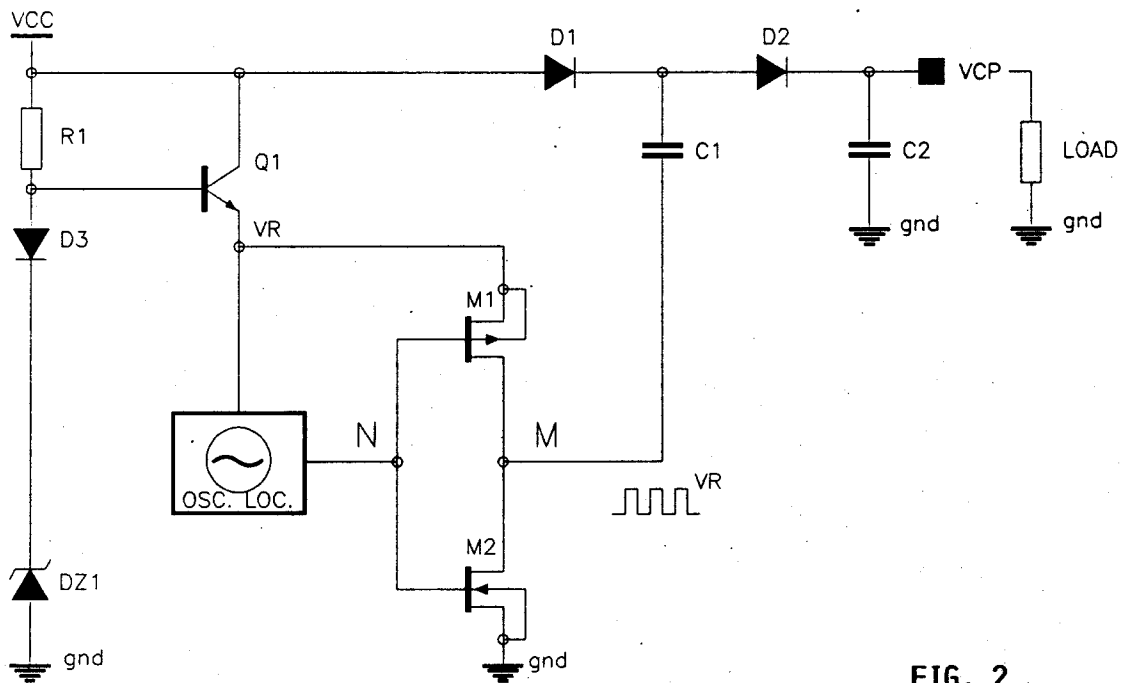 VCC
D1
D2
VCP
R1
Q1
C1
C2
LOAD
gnd
gnd
D3
VR
M1
N
M
OSC. LOC.
VR
M2
DZ1
gnd
gnd
FIG. 2